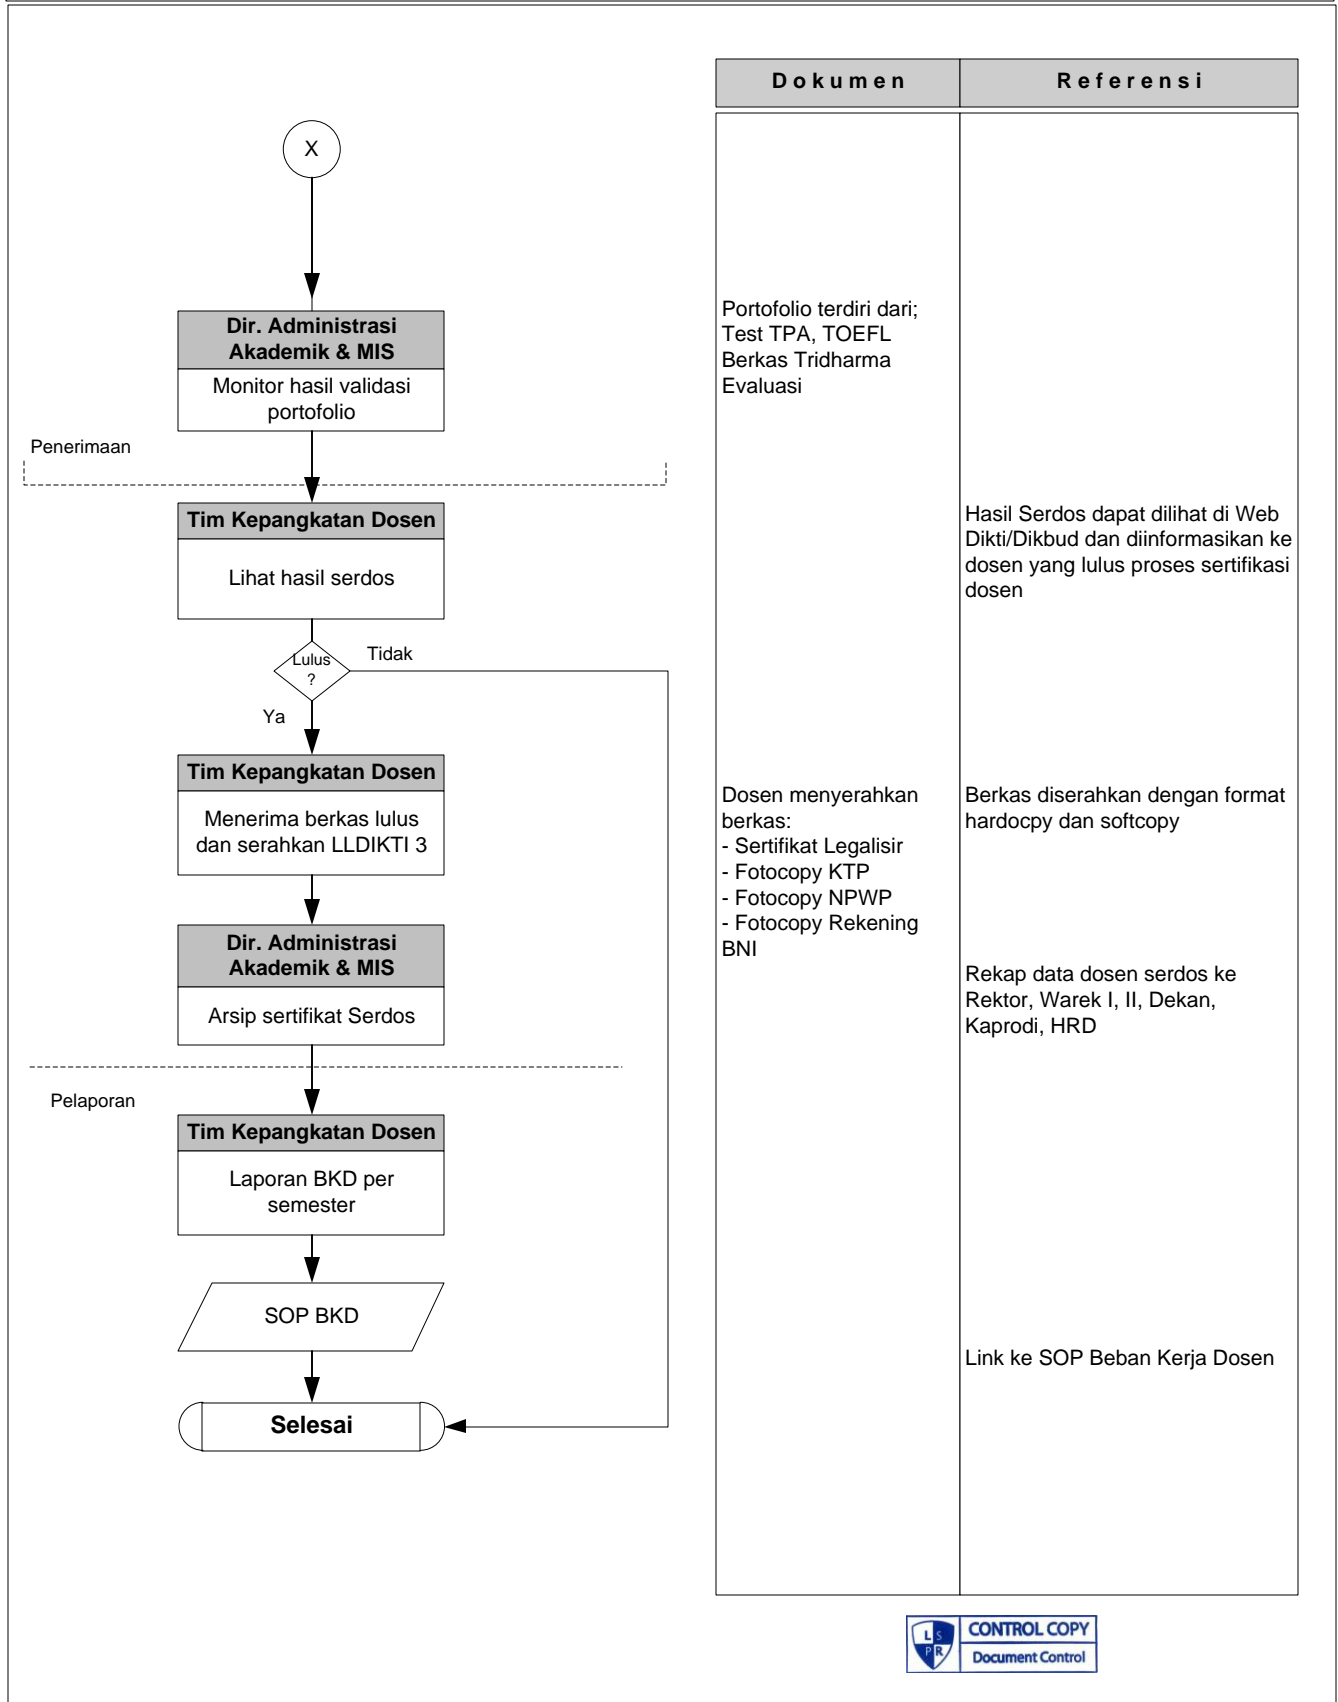 Dokumen
Referensi
X
Dir. Administrasi
Akademik & MIS
Monitor hasil validasi
portofolio
Portofolio terdiri dari;
Test TPA, TOEFL
Berkas Tridharma
Evaluasi
Penerimaan
Tim Kepangkatan Dosen
Lihat hasil serdos
Hasil Serdos dapat dilihat di Web
Dikti/Dikbud dan diinformasikan ke
dosen yang lulus proses sertifikasi
dosen
Lulus
?
Tidak
Ya
Tim Kepangkatan Dosen
Menerima berkas lulus
dan serahkan LLDIKTI 3
Dosen menyerahkan
berkas:
- Sertifikat Legalisir
- Fotocopy KTP
- Fotocopy NPWP
- Fotocopy Rekening
BNI
Berkas diserahkan dengan format
hardocpy dan softcopy
Dir. Administrasi
Akademik & MIS
Arsip sertifikat Serdos
Rekap data dosen serdos ke
Rektor, Warek I, II, Dekan,
Kaprodi, HRD
Pelaporan
Tim Kepangkatan Dosen
Laporan BKD per
semester
SOP BKD
Link ke SOP Beban Kerja Dosen
Selesai
L S
P R
CONTROL COPY
Document Control